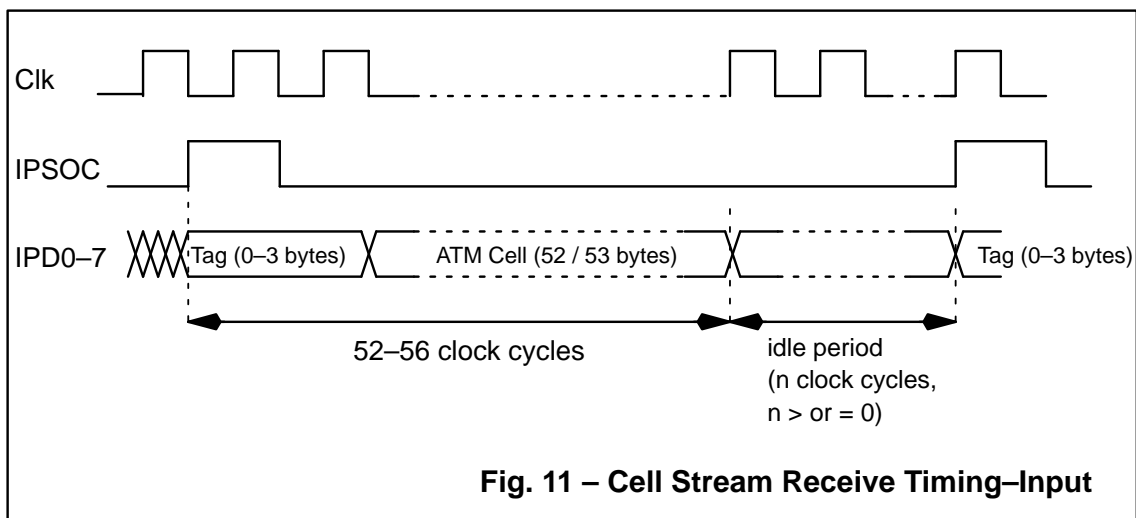 Clk
IPSOC
IPD0–7
Tag (0–3 bytes)
ATM Cell (52 / 53 bytes)
Tag (0–3 bytes)
52–56 clock cycles
idle period
(n clock cycles,
n > or = 0)
Fig. 11 – Cell Stream Receive Timing–Input